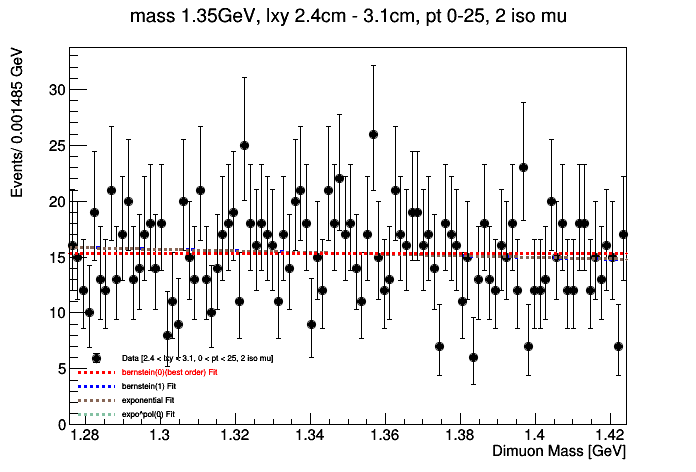 mass 1.35GeV, lxy 2.4cm - 3.1cm, pt 0-25, 2 iso mu
Events/ 0.001485 GeV
30
25
20
15
10
5
0
Data [2.4 < lxy < 3.1, 0 < pt < 25, 2 iso mu]
bernstein(0)(best order) Fit
bernstein(1) Fit
exponential Fit
expo*pol(0) Fit
1.28 1.3 1.32 1.34 1.36 1.38 1.4 1.42
Dimuon Mass [GeV]